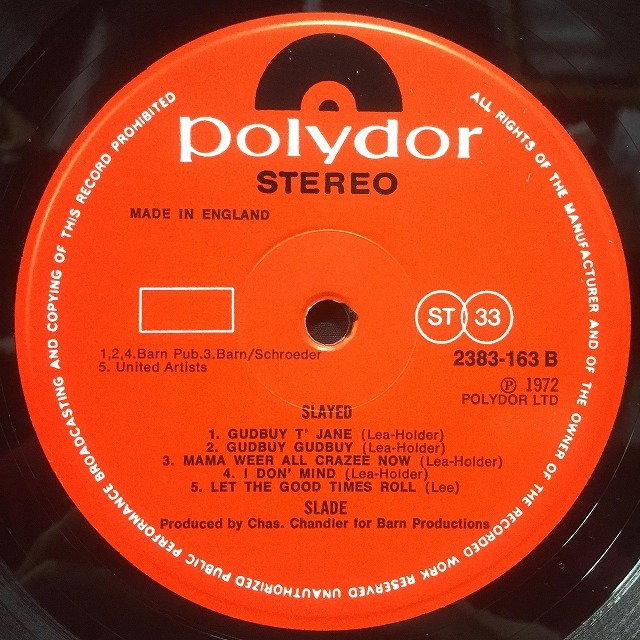 polydor
STEREO
MADE IN ENGLAND
ST 33
1,2,4.Barn Pub.3.Barn/Schroeder
5. United Artists
2383-163 B
℗ 1972
POLYDOR LTD
SLAYED
1. GUDBUY T' JANE (Lea-Holder)
2. GUDBUY GUDBUY (Lea-Holder)
3. MAMA WEER ALL CRAZEE NOW (Lea-Holder)
4. I DON' MIND (Lea-Holder)
5. LET THE GOOD TIMES ROLL (Lee)
SLADE
Produced by Chas. Chandler for Barn Productions
ALL RIGHTS OF THE MANUFACTURER AND OF THE OWNER OF THE RECORDED WORK RESERVED UNAUTHORIZED PUBLIC PERFORMANCE BROADCASTING AND COPYING OF THIS RECORD PROHIBITED